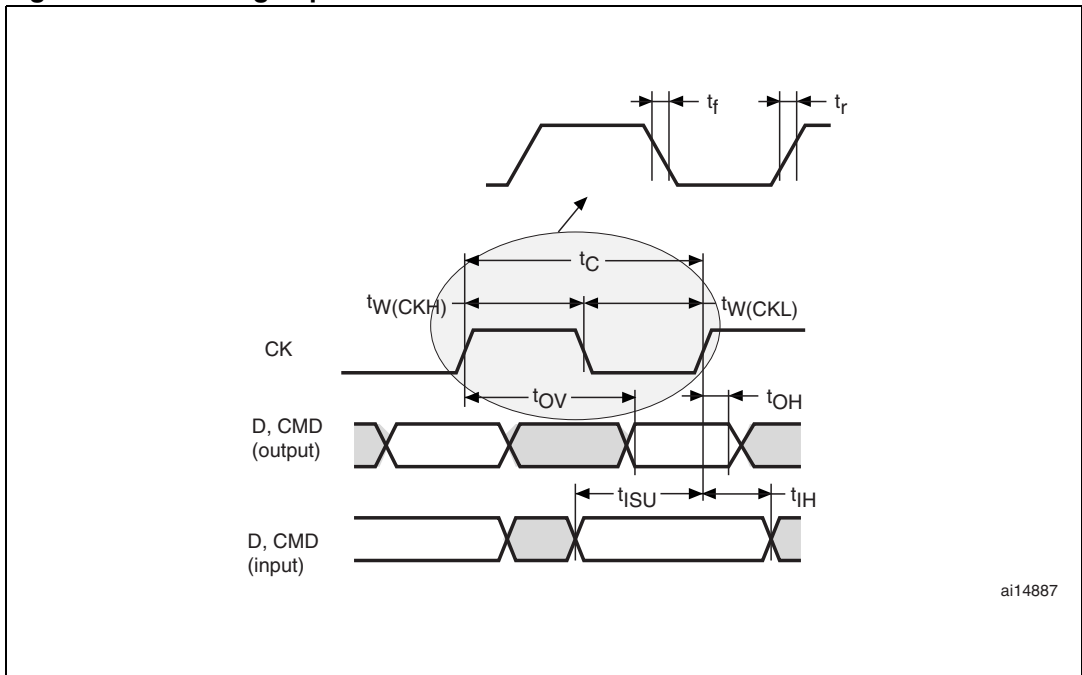 tf
tr
tC
tW(CKH)
tW(CKL)
CK
tOV
tOH
D, CMD
(output)
tISU
tIH
D, CMD
(input)
ai14887